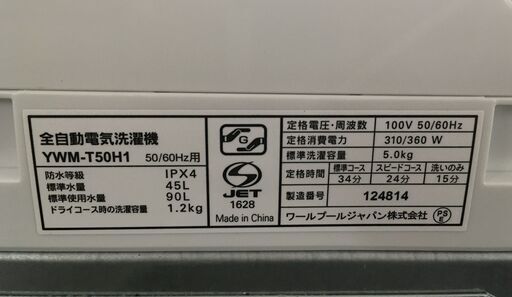 全自動電気洗濯機
YWM-T50H1 50/60Hz用
防水等級 IPX4
標準水量 45L
標準使用水量 90L
ドライコース時の洗濯容量 1.2kg
G
S
JET
1628
Made in China
定格電圧・周波数 100V 50/60Hz
定格消費電力 310/360 W
標準洗濯容量 5.0kg
定格時間 標準コース スピーディ 洗いのみ
34分 24分 15分
製造番号 124814
ワールプールジャパン株式会社 PSE